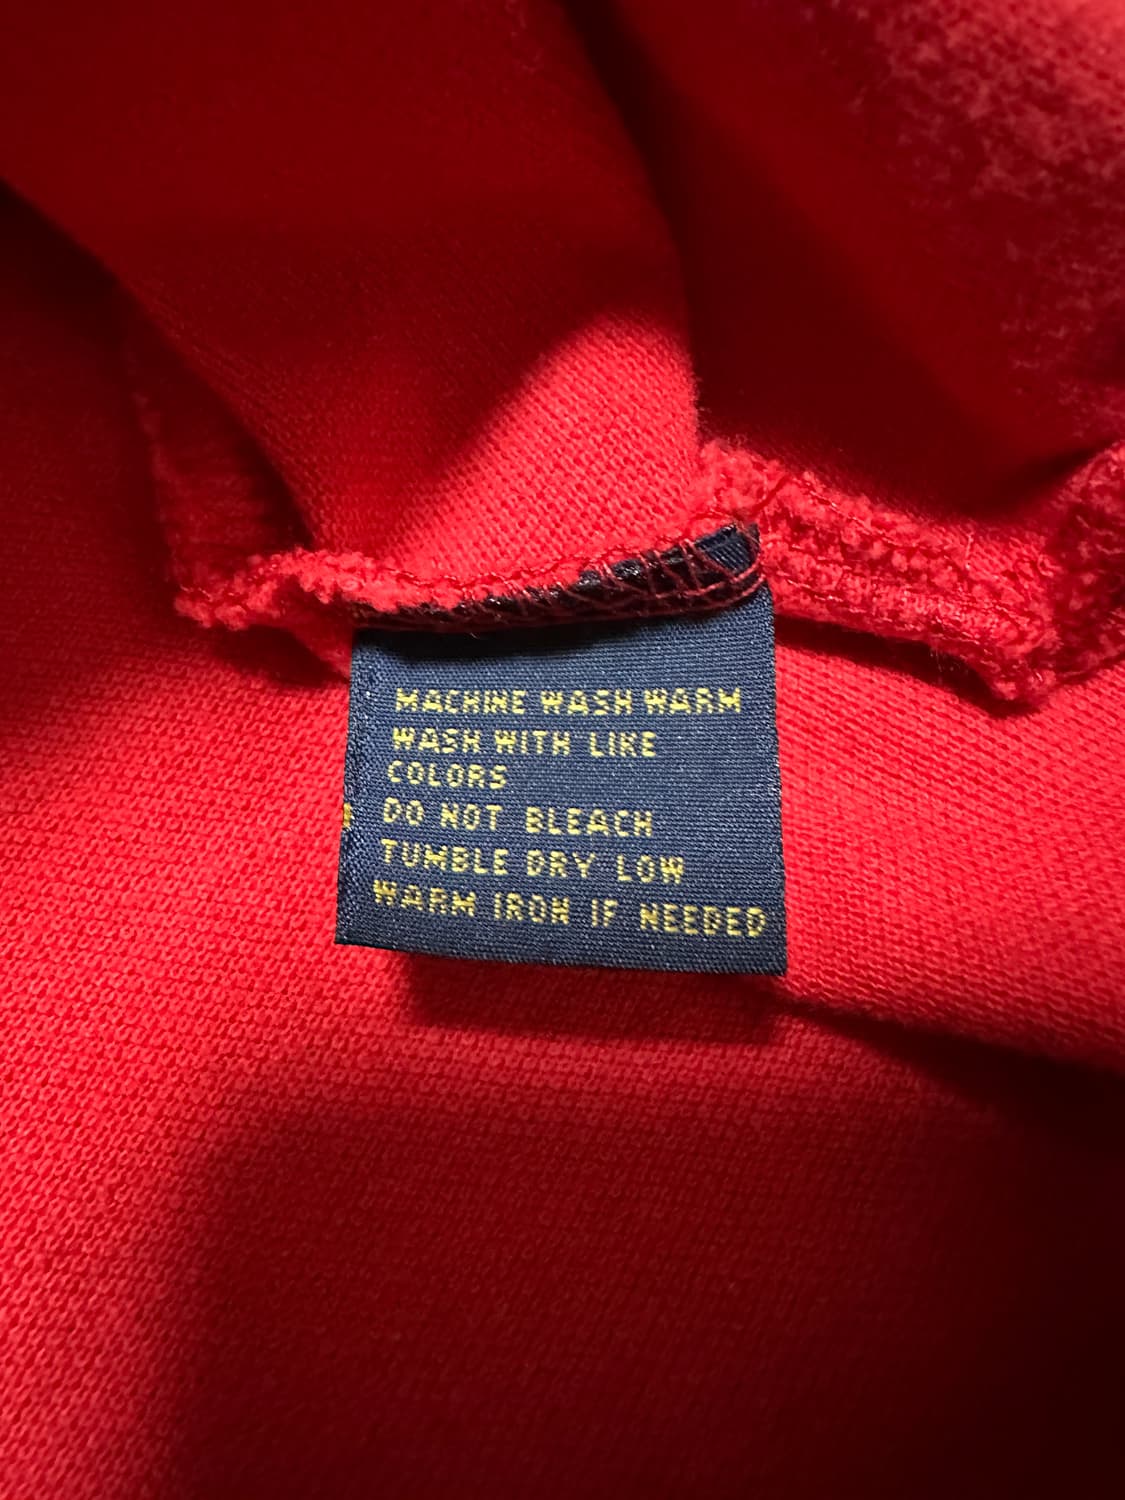 MACHINE WASH WARM
WASH WITH LIKE
COLORS
DO NOT BLEACH
TUMBLE DRY LOW
WARM IRON IF NEEDED